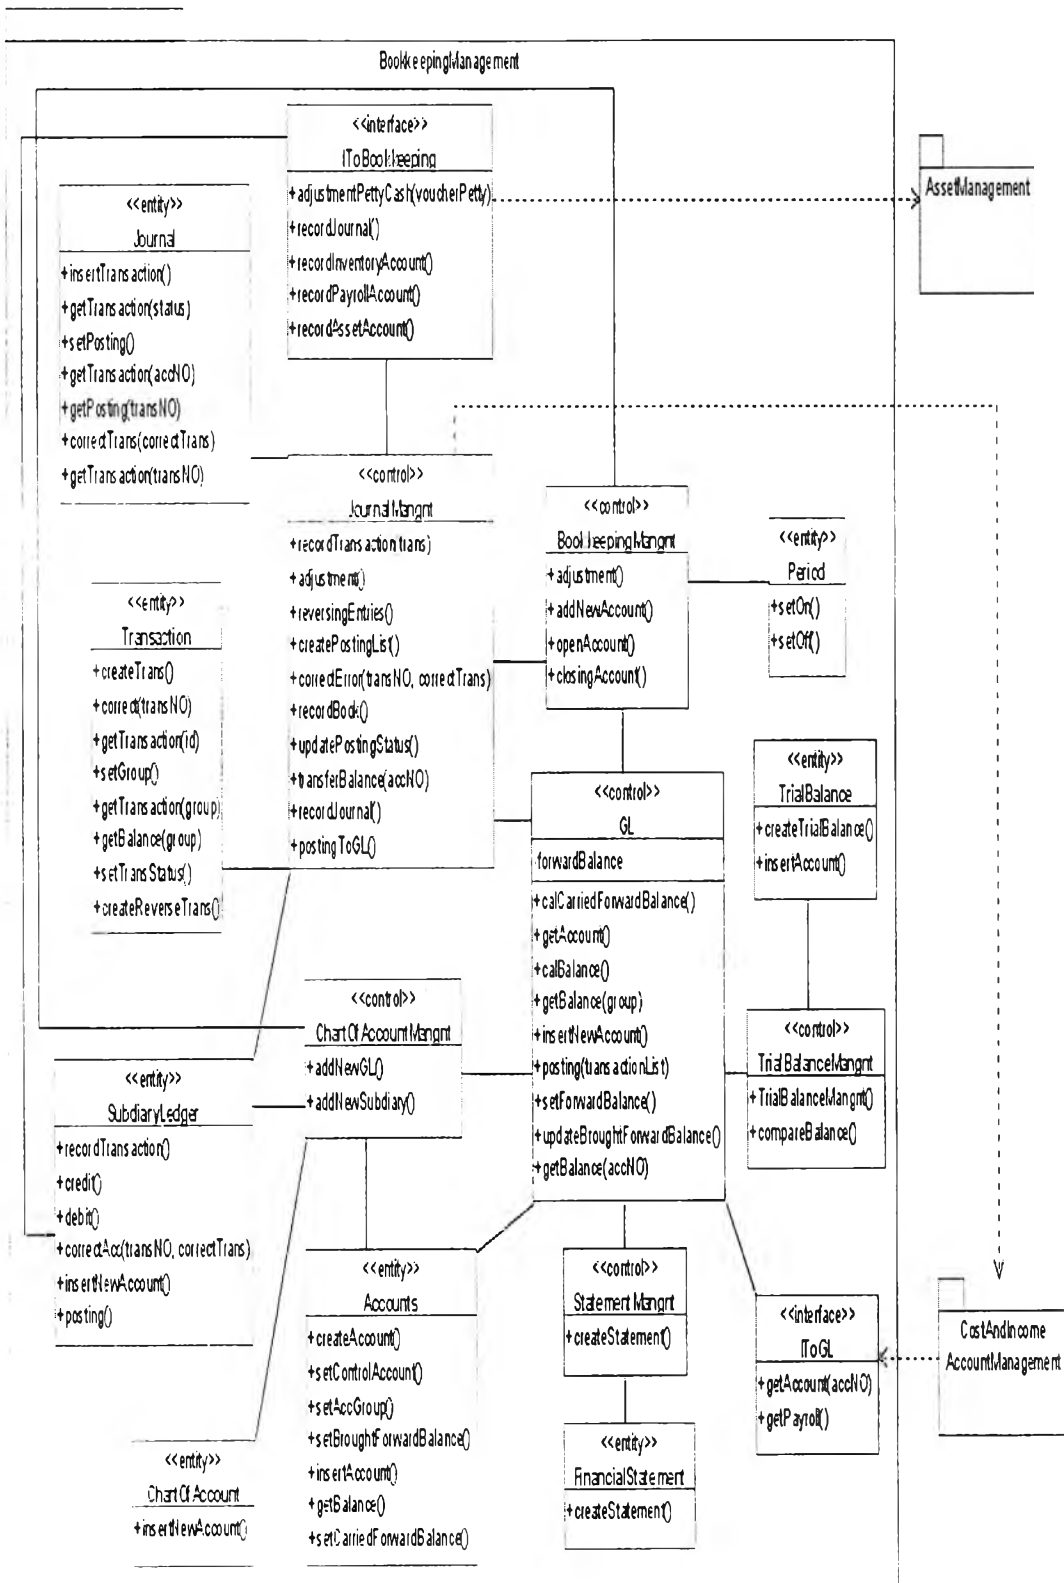 BookkeepingManagement
<<interface>>
IToBookkeeping
+adjustmentPettyCash(voucherPetty)
+recordJournal()
+recordInventoryAccount()
+recordPayrollAccount()
+recordAssetAccount()
AssetManagement
<<entity>>
Journal
+insertTransaction()
+getTransaction(status)
+setPosting()
+getTransaction(accNO)
+getPosting(transNO)
+correctTrans(correctTrans)
+getTransaction(transNO)
<<control>>
JournalMangnt
+recordTransaction(trans)
+adjustment()
+reversingEntries()
+createPostingList()
+correctError(transNO, correctTrans)
+recordBook()
+updatePostingStatus()
+transferBalance(accNO)
+recordJournal()
+postingToGL()
<<control>>
BookkeepingMangnt
+adjustment()
+addNewAccount()
+openAccount()
+closingAccount()
<<entity>>
Period
+setOn()
+setOff()
<<entity>>
Transaction
+createTrans()
+correct(transNO)
+getTransaction(id)
+setGroup()
+getTransaction(group)
+getBalance(group)
+setTransStatus()
+createReverseTrans()
<<control>>
GL
forwardBalance
+calCarriedForwardBalance()
+getAccount()
+calBalance()
+getBalance(group)
+insertNewAccount()
+posting(transactionList)
+setForwardBalance()
+updateBroughtForwardBalance()
+getBalance(accNO)
<<entity>>
TrialBalance
+createTrialBalance()
+insertAccount()
<<control>>
ChartOfAccountMangnt
+addNewGL()
+addNewSubdiary()
<<control>>
TrialBalanceMangnt
+TrialBalanceMangnt()
+compareBalance()
<<entity>>
SubdiaryLedger
+recordTransaction()
+credit()
+debit()
+correctAcc(transNO, correctTrans)
+insertNewAccount()
+posting()
<<entity>>
Accounts
+createAccount()
+setControlAccount()
+setAccGroup()
+setBroughtForwardBalance()
+insertAccount()
+getBalance()
+setCarriedForwardBalance()
<<control>>
StatementMangnt
+createStatement()
<<interface>>
IToGL
+getAccount(accNO)
+getPayroll()
CostAndIncome
AccountManagement
<<entity>>
ChartOfAccount
+insertNewAccount()
<<entity>>
FinancialStatement
+createStatement()